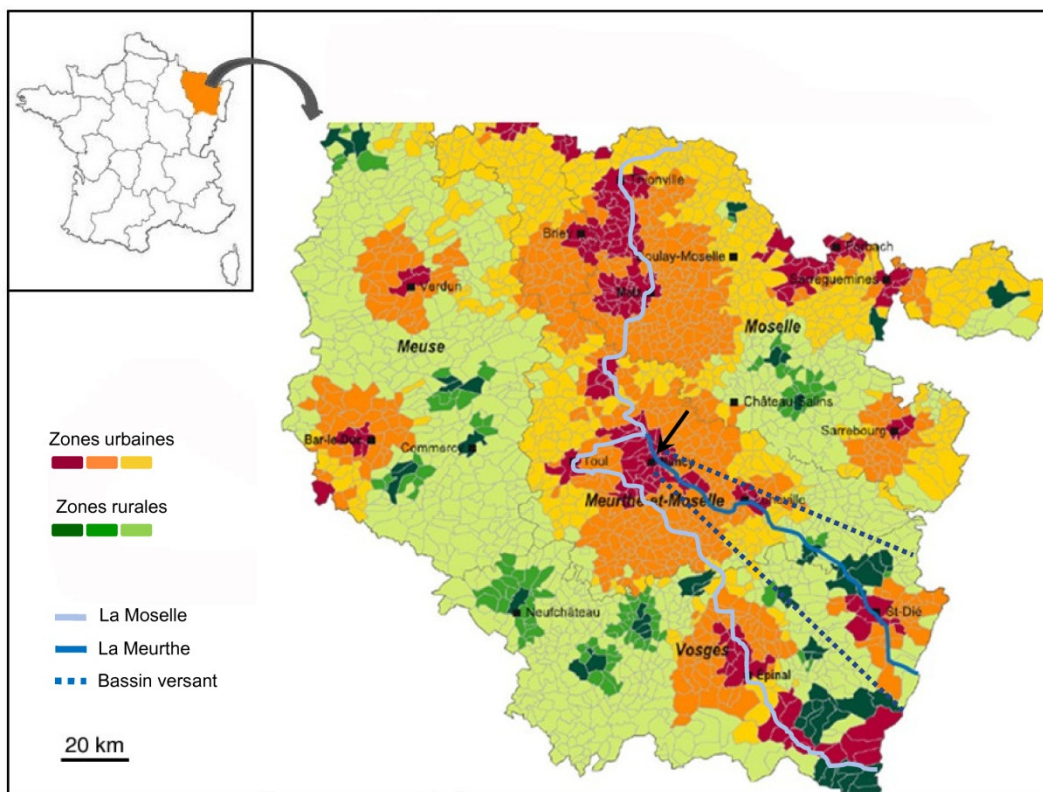 Thionville
Briey
Boulay-Moselle
Forbach
Sarreguemines
Verdun
Metz
Moselle
Meuse
Château-Salins
Sarrebourg
Bar-le-Duc
Commercy
Toul
Nancy
Meurthe-et-Moselle
Lunéville
Neufchâteau
St-Dié
Vosges
Epinal
Zones urbaines
Zones rurales
La Moselle
La Meurthe
Bassin versant
20 km